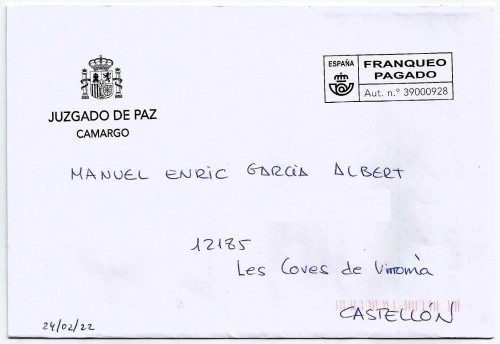 JUZGADO DE PAZ
CAMARGO
ESPAÑA
FRANQUEO
PAGADO
Aut. n.º 39000928
MANUEL ENRIC GARCÍA ALBERT
12185
Les Coves de Vinromà
CASTELLÓN
24/02/22